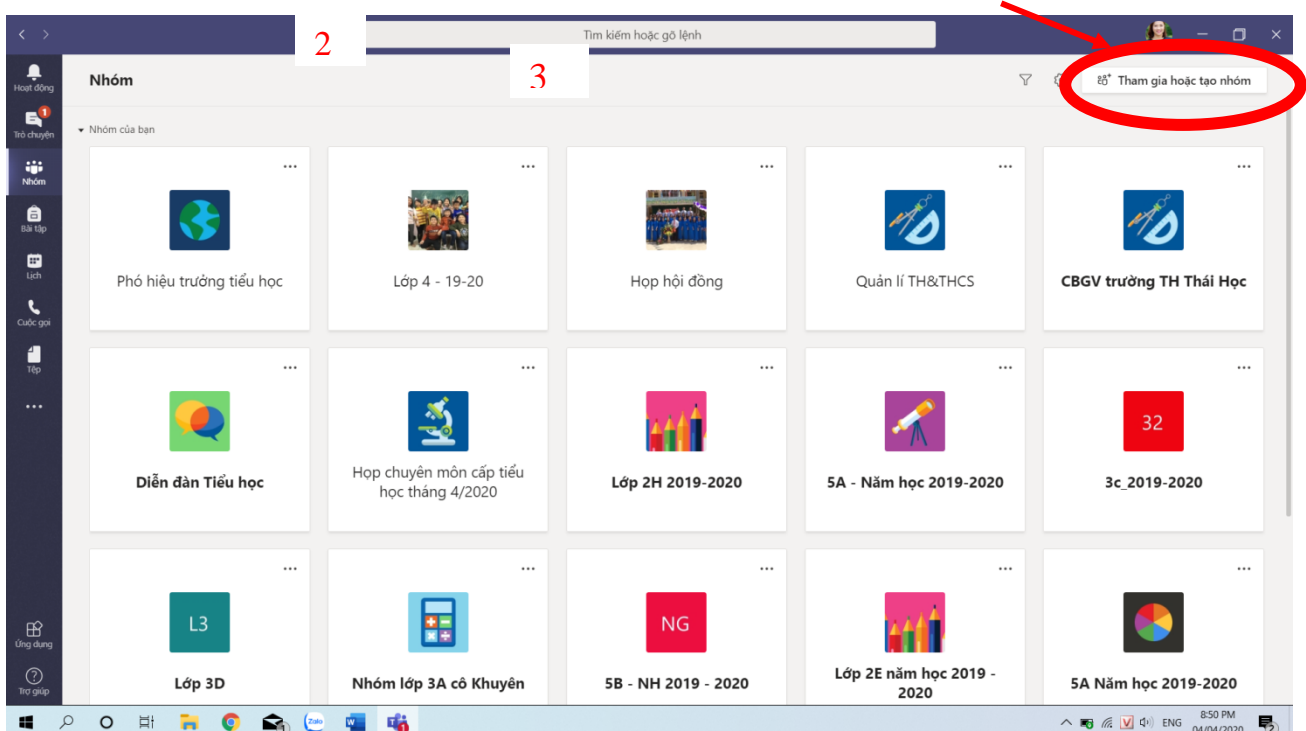 2
Tìm kiếm hoặc gõ lệnh
3
Hoạt động
Nhóm
Tham gia hoặc tạo nhóm
1
Trò chuyện
Nhóm của bạn
Nhóm
Bài tập
Lịch
Cuộc gọi
Tệp
Phó hiệu trưởng tiểu học
Lớp 4 - 19-20
Họp hội đồng
Quản lí TH&THCS
CBGV trường TH Thái Học
32
Diễn đàn Tiểu học
Họp chuyên môn cấp tiểu
học tháng 4/2020
Lớp 2H 2019-2020
5A - Năm học 2019-2020
3c_2019-2020
L3
NG
Ứng dụng
Trợ giúp
Lớp 3D
Nhóm lớp 3A cô Khuyên
5B - NH 2019 - 2020
Lớp 2E năm học 2019 -
2020
5A Năm học 2019-2020
Zalo
ENG
8:50 PM
04/04/2020